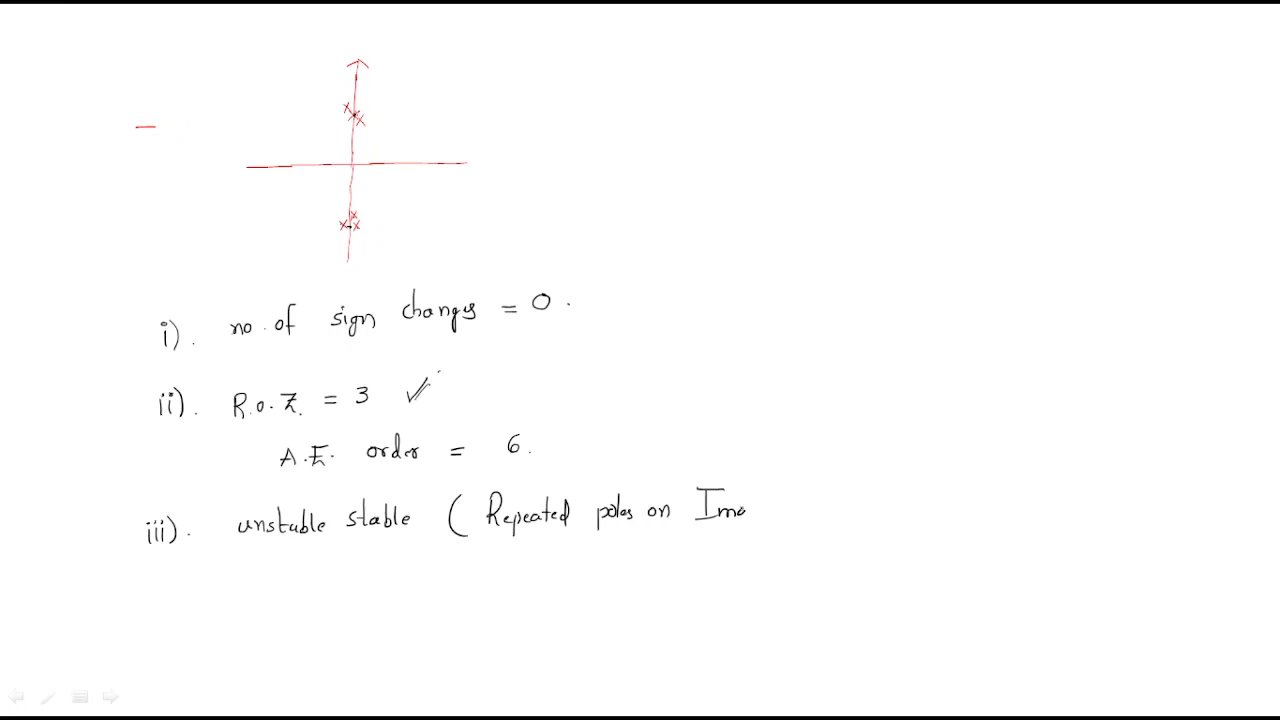 i). no. of sign changes = 0.
ii). R.o.Z. = 3 ✓
A.E. order = 6.
iii). unstable stable ( Repeated poles on Ima